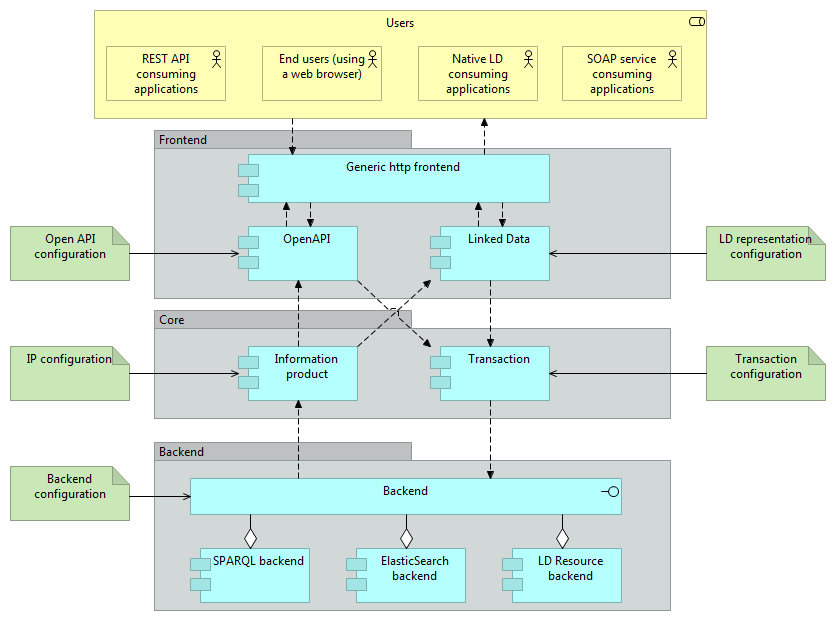 Users
REST API
consuming
applications
End users (using
a web browser)
Native LD
consuming
applications
SOAP service
consuming
applications
Frontend
Generic http frontend
Open API
configuration
OpenAPI
Linked Data
LD representation
configuration
Core
IP configuration
Information
product
Transaction
Transaction
configuration
Backend
Backend
configuration
Backend
SPARQL backend
ElasticSearch
backend
LD Resource
backend